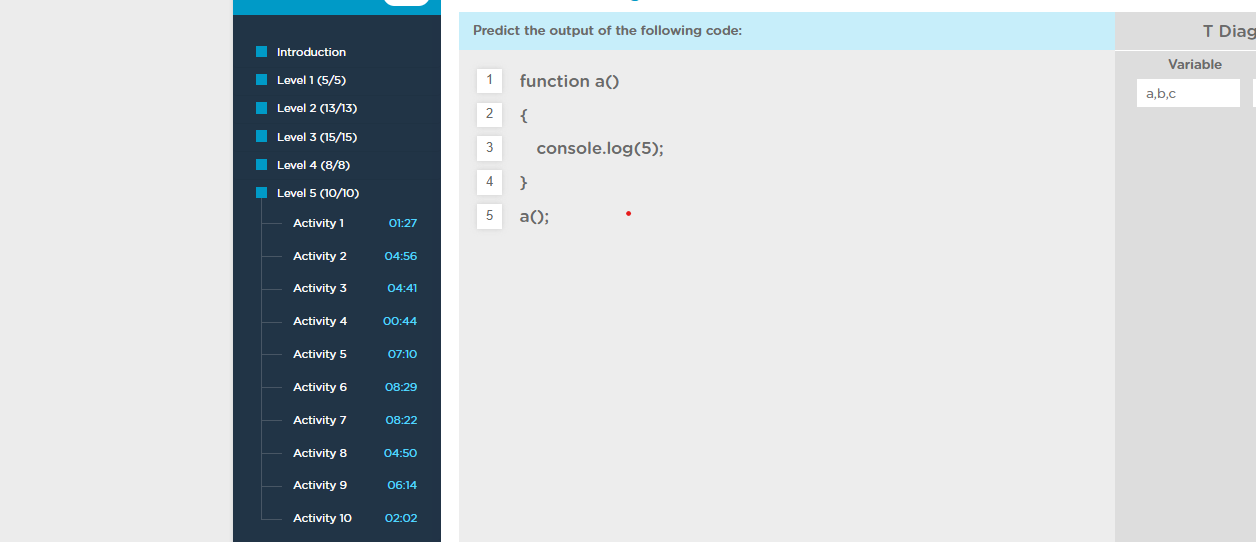 Introduction
Level 1 (5/5)
Level 2 (13/13)
Level 3 (15/15)
Level 4 (8/8)
Level 5 (10/10)
Activity 1 01:27
Activity 2 04:56
Activity 3 04:41
Activity 4 00:44
Activity 5 07:10
Activity 6 08:29
Activity 7 08:22
Activity 8 04:50
Activity 9 06:14
Activity 10 02:02
Predict the output of the following code:
1 function a()
2 {
3 console.log(5);
4 }
5 a();
T Diag
Variable
a,b,c